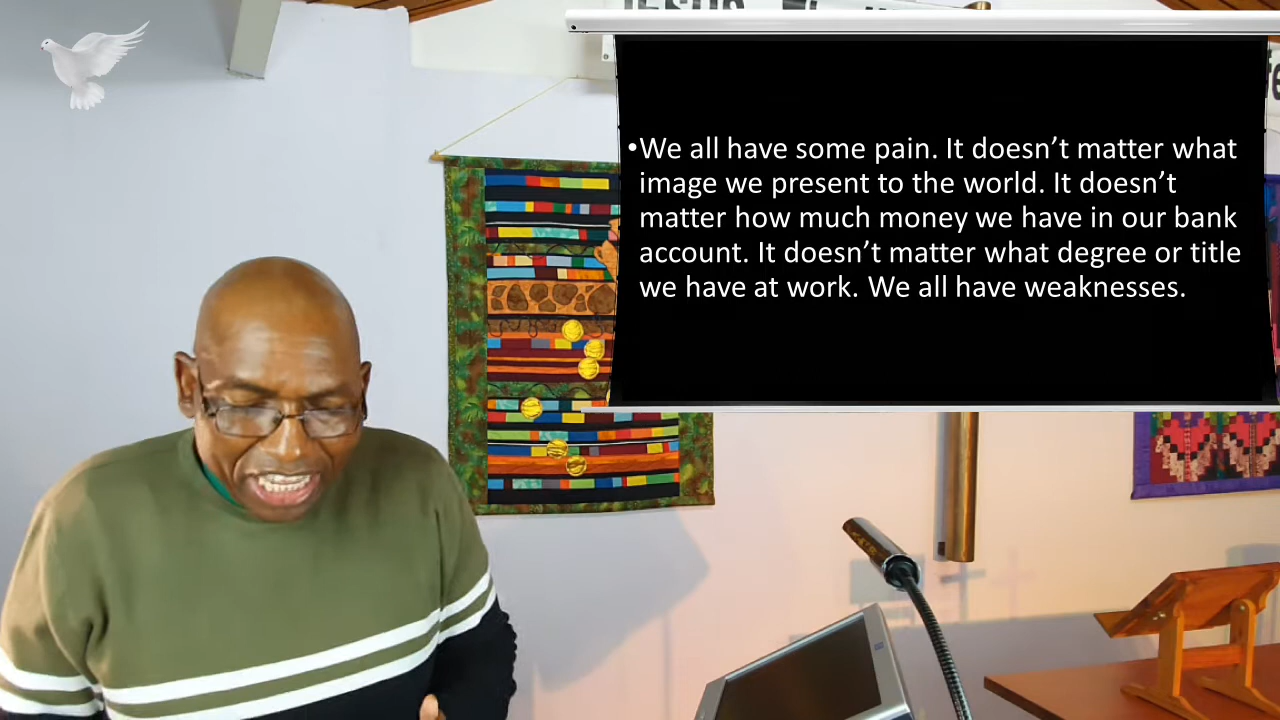 JESUS
•We all have some pain. It doesn’t matter what
image we present to the world. It doesn’t
matter how much money we have in our bank
account. It doesn’t matter what degree or title
we have at work. We all have weaknesses.